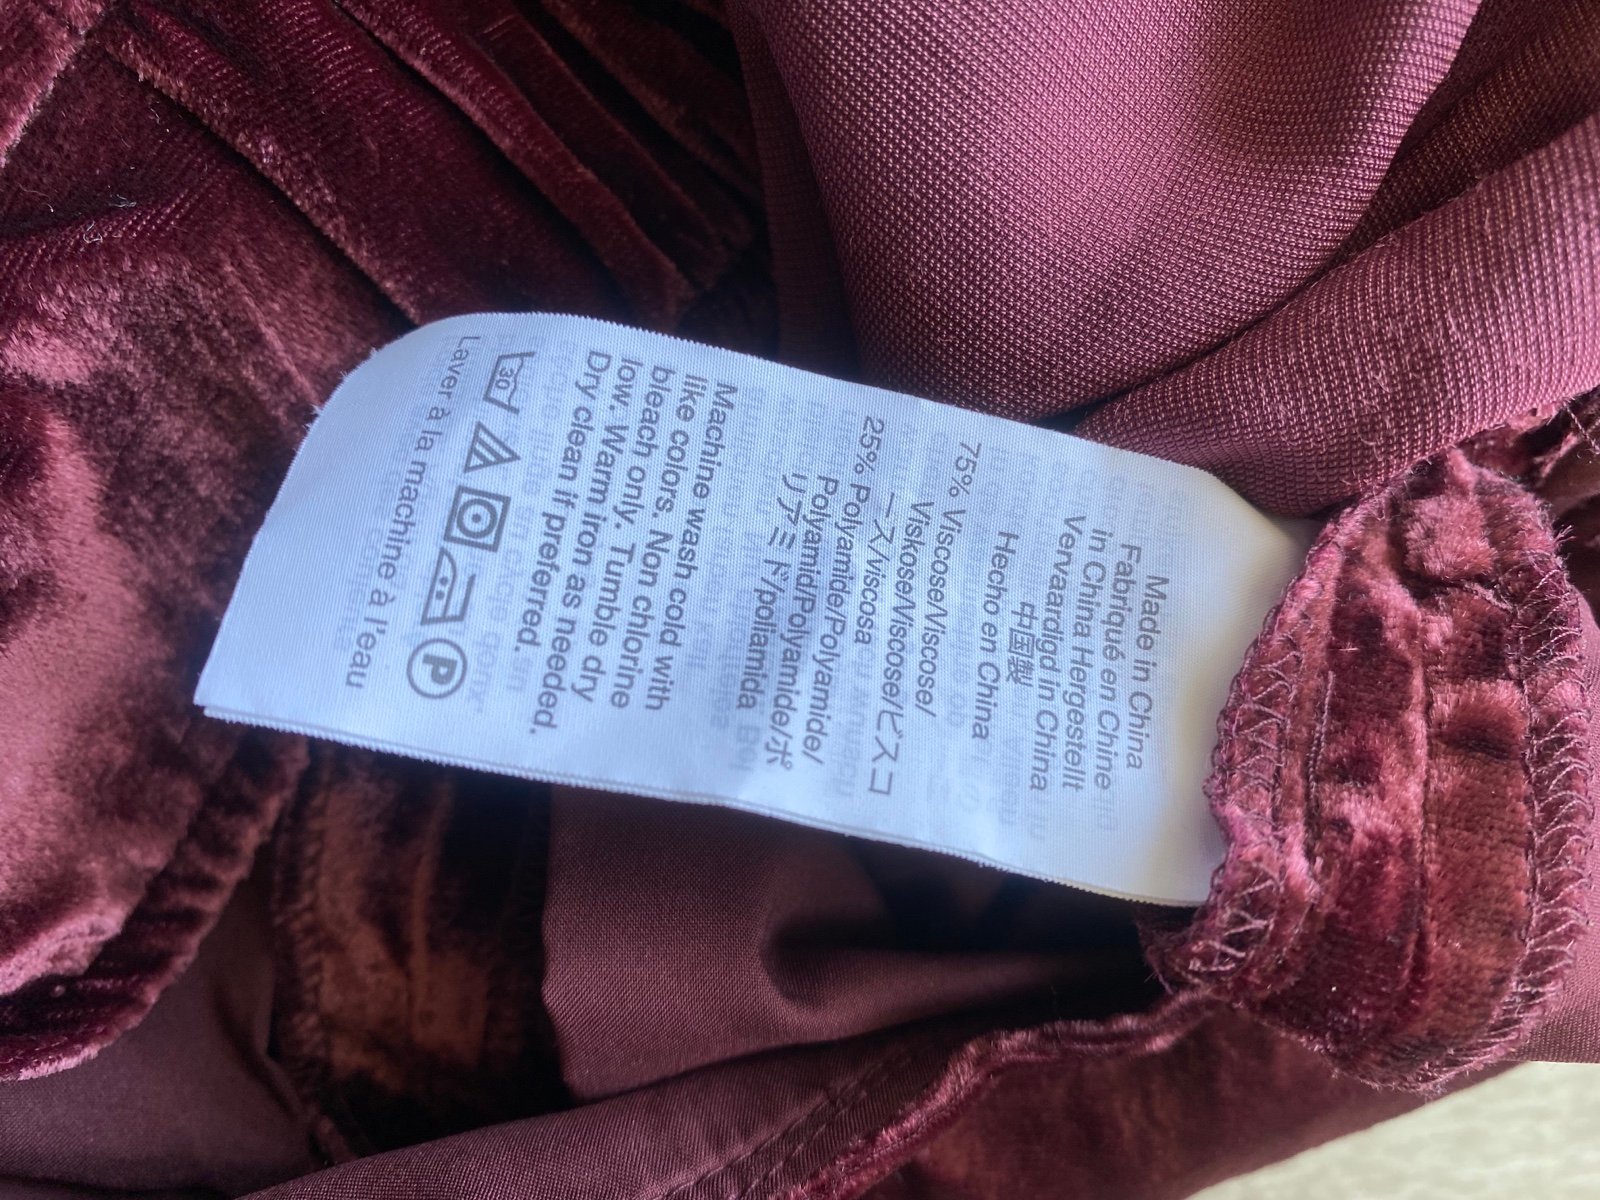 Made in China
Fabriqué en Chine
in China Hergestellt
Vervaardigd in China
中国製
Hecho en China
75% Viscose/Viscose/
Viskose/Viscose/ビスコ
ース/viscosa
25% Polyamide/Polyamide/
Polyamid/Polyamide/ポ
リアミド/poliamida
Machine wash cold with
like colors. Non chlorine
bleach only. Tumble dry
low. Warm iron as needed.
Dry clean if preferred.
30 P
Laver à la machine à l'eau